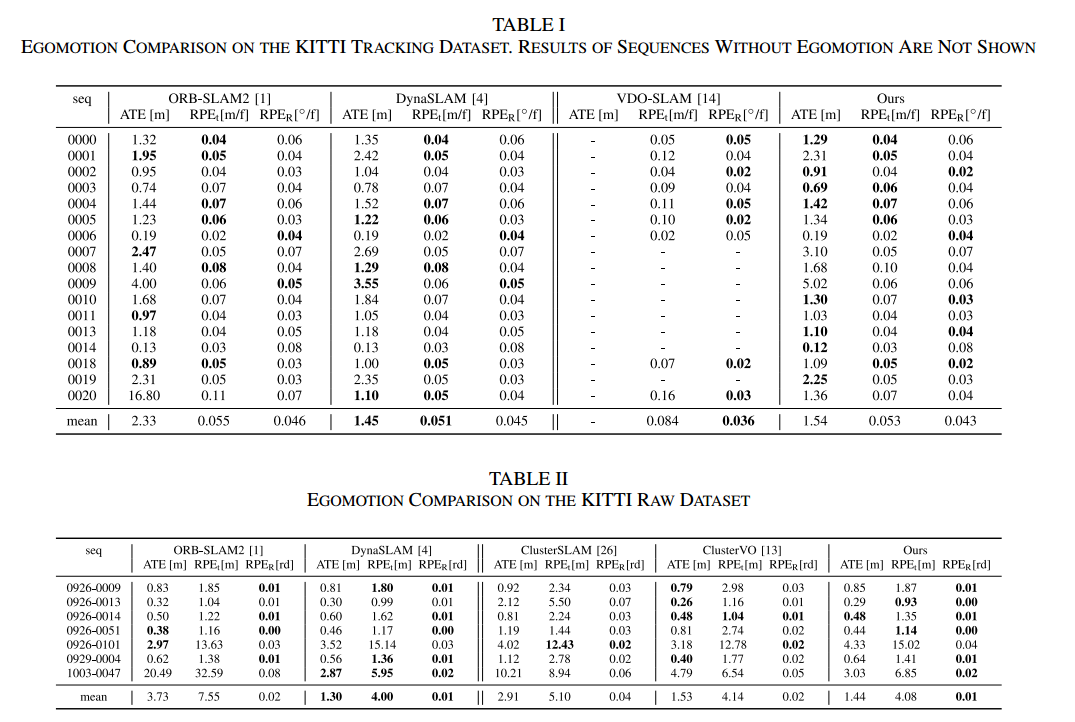 TABLE I
EGOMOTION COMPARISON ON THE KITTI TRACKING DATASET. RESULTS OF SEQUENCES WITHOUT EGOMOTION ARE NOT SHOWN
seq ORB-SLAM2 [1] DynaSLAM [4] VDO-SLAM [14] Ours
ATE [m] RPEt[m/f] RPER[°/f] ATE [m] RPEt[m/f] RPER[°/f] ATE [m] RPEt[m/f] RPER[°/f] ATE [m] RPEt[m/f] RPER[°/f]
0000 1.32 0.04 0.06 1.35 0.04 0.06 - 0.05 0.05 1.29 0.04 0.06
0001 1.95 0.05 0.04 2.42 0.05 0.04 - 0.12 0.04 2.31 0.05 0.04
0002 0.95 0.04 0.03 1.04 0.04 0.03 - 0.04 0.02 0.91 0.04 0.02
0003 0.74 0.07 0.04 0.78 0.07 0.04 - 0.09 0.04 0.69 0.06 0.04
0004 1.44 0.07 0.06 1.52 0.07 0.06 - 0.11 0.05 1.42 0.07 0.06
0005 1.23 0.06 0.03 1.22 0.06 0.03 - 0.10 0.02 1.34 0.06 0.03
0006 0.19 0.02 0.04 0.19 0.02 0.04 - 0.02 0.05 0.19 0.02 0.04
0007 2.47 0.05 0.07 2.69 0.05 0.07 - - - 3.10 0.05 0.07
0008 1.40 0.08 0.04 1.29 0.08 0.04 - - - 1.68 0.10 0.04
0009 4.00 0.06 0.05 3.55 0.06 0.05 - - - 5.02 0.06 0.06
0010 1.68 0.07 0.04 1.84 0.07 0.04 - - - 1.30 0.07 0.03
0011 0.97 0.04 0.03 1.05 0.04 0.03 - - - 1.03 0.04 0.03
0013 1.18 0.04 0.05 1.18 0.04 0.05 - - - 1.10 0.04 0.04
0014 0.13 0.03 0.08 0.13 0.03 0.08 - - - 0.12 0.03 0.08
0018 0.89 0.05 0.03 1.00 0.05 0.03 - 0.07 0.02 1.09 0.05 0.02
0019 2.31 0.05 0.03 2.35 0.05 0.03 - - - 2.25 0.05 0.03
0020 16.80 0.11 0.07 1.10 0.05 0.04 - 0.16 0.03 1.36 0.07 0.04
mean 2.33 0.055 0.046 1.45 0.051 0.045 - 0.084 0.036 1.54 0.053 0.043
TABLE II
EGOMOTION COMPARISON ON THE KITTI RAW DATASET
seq ORB-SLAM2 [1] DynaSLAM [4] ClusterSLAM [26] ClusterVO [13] Ours
ATE [m] RPEt[m] RPER[rd] ATE [m] RPEt[m] RPER[rd] ATE [m] RPEt[m] RPER[rd] ATE [m] RPEt[m] RPER[rd] ATE [m] RPEt[m] RPER[rd]
0926-0009 0.83 1.85 0.01 0.81 1.80 0.01 0.92 2.34 0.03 0.79 2.98 0.03 0.85 1.87 0.01
0926-0013 0.32 1.04 0.01 0.30 0.99 0.01 2.12 5.50 0.07 0.26 1.16 0.01 0.29 0.93 0.00
0926-0014 0.50 1.22 0.01 0.60 1.62 0.01 0.81 2.24 0.03 0.48 1.04 0.01 0.48 1.35 0.01
0926-0051 0.38 1.16 0.00 0.46 1.17 0.00 1.19 1.44 0.03 0.81 2.74 0.02 0.44 1.14 0.00
0926-0101 2.97 13.63 0.03 3.52 15.14 0.03 4.02 12.43 0.02 3.18 12.78 0.02 4.33 15.02 0.04
0929-0004 0.62 1.38 0.01 0.56 1.36 0.01 1.12 2.78 0.02 0.40 1.77 0.02 0.64 1.41 0.01
1003-0047 20.49 32.59 0.08 2.87 5.95 0.02 10.21 8.94 0.06 4.79 6.54 0.05 3.03 6.85 0.02
mean 3.73 7.55 0.02 1.30 4.00 0.01 2.91 5.10 0.04 1.53 4.14 0.02 1.44 4.08 0.01